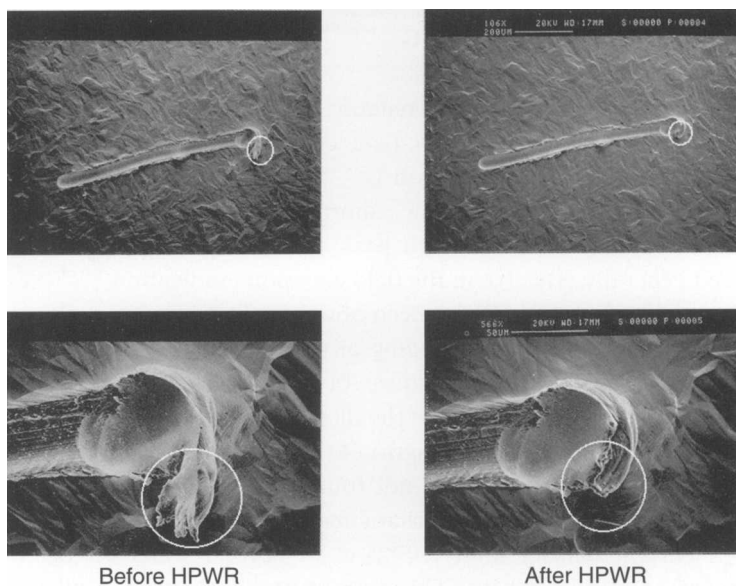 106X 20KV WD:17MM S:00000 P:00004
200UM
566X 20KV WD:17MM S:00000 P:00005
50UM
Before HPWR
After HPWR